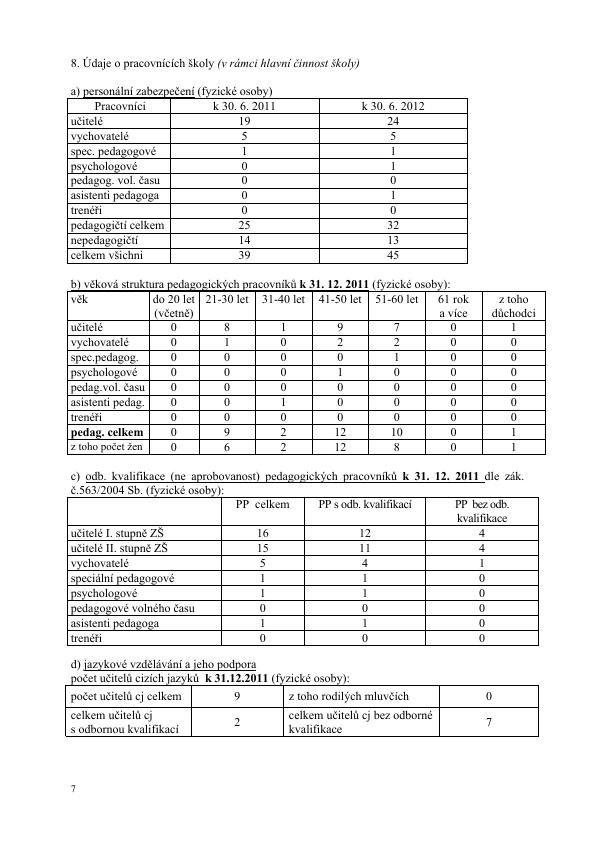 8. Údaje o pracovnících školy (v rámci hlavní činnost školy)
a) personální zabezpečení (fyzické osoby)
Pracovníci k 30. 6. 2011 k 30. 6. 2012
učitelé 19 24
vychovatelé 5 5
spec. pedagogové 1 1
psychologové 0 1
pedagog. vol. času 0 0
asistenti pedagoga 0 1
trenéři 0 0
pedagogičtí celkem 25 32
nepedagogičtí 14 13
celkem všichni 39 45
b) věková struktura pedagogických pracovníků k 31. 12. 2011 (fyzické osoby):
věk do 20 let 21-30 let 31-40 let 41-50 let 51-60 let 61 rok z toho
(včetně) a více důchodci
učitelé 0 8 1 9 7 0 1
vychovatelé 0 1 0 2 2 0 0
spec.pedagog. 0 0 0 0 1 0 0
psychologové 0 0 0 1 0 0 0
pedag.vol. času 0 0 0 0 0 0 0
asistenti pedag. 0 0 1 0 0 0 0
trenéři 0 0 0 0 0 0 0
pedag. celkem 0 9 2 12 10 0 1
z toho počet žen 0 6 2 12 8 0 1
c) odb. kvalifikace (ne aprobovanost) pedagogických pracovníků k 31. 12. 2011 dle zák.
č.563/2004 Sb. (fyzické osoby):
PP celkem PP s odb. kvalifikací PP bez odb.
kvalifikace
učitelé I. stupně ZŠ 16 12 4
učitelé II. stupně ZŠ 15 11 4
vychovatelé 5 4 1
speciální pedagogové 1 1 0
psychologové 1 1 0
pedagogové volného času 0 0 0
asistenti pedagoga 1 1 0
trenéři 0 0 0
d) jazykové vzdělávání a jeho podpora
počet učitelů cizích jazyků k 31.12.2011 (fyzické osoby):
počet učitelů cj celkem 9 z toho rodilých mluvčích 0
celkem učitelů cj 2 celkem učitelů cj bez odborné 7
s odbornou kvalifikací kvalifikace
7